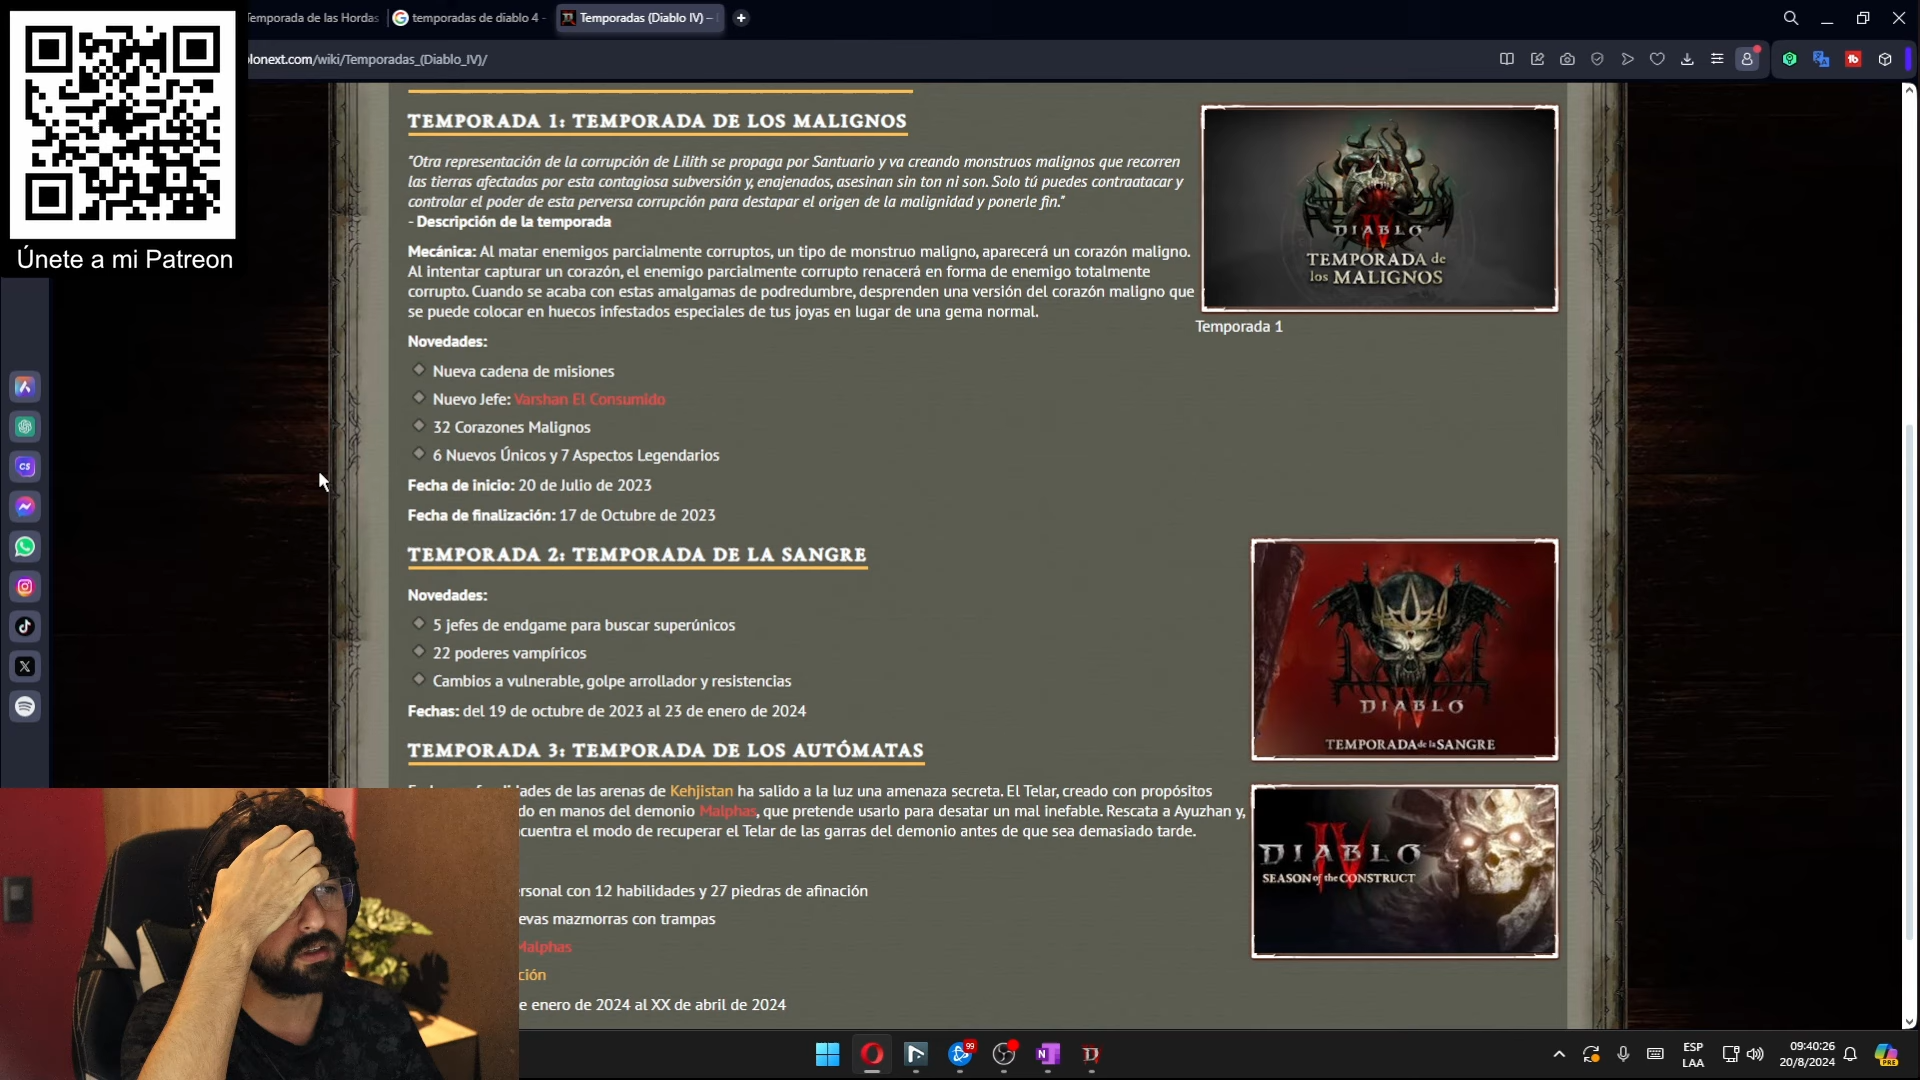 Temporada de las Hordas
temporadas de diablo 4 -
Temporadas (Diablo IV) –
lonext.com/wiki/Temporadas_(Diablo_IV)/
Únete a mi Patreon
TEMPORADA 1: TEMPORADA DE LOS MALIGNOS
"Otra representación de la corrupción de Lilith se propaga por Santuario y va creando monstruos malignos que recorren
las tierras afectadas por esta contagiosa subversión y, enajenados, asesinan sin ton ni son. Solo tú puedes contraatacar y
controlar el poder de esta perversa corrupción para destapar el origen de la malignidad y ponerle fin."
- Descripción de la temporada
Mecánica: Al matar enemigos parcialmente corruptos, un tipo de monstruo maligno, aparecerá un corazón maligno.
Al intentar capturar un corazón, el enemigo parcialmente corrupto renacerá en forma de enemigo totalmente
corrupto. Cuando se acaba con estas amalgamas de podredumbre, desprenden una versión del corazón maligno que
se puede colocar en huecos infestados especiales de tus joyas en lugar de una gema normal.
DIABLO
IV
TEMPORADA de
los MALIGNOS
Temporada 1
Novedades:
Nueva cadena de misiones
Nuevo Jefe: Varshan El Consumido
32 Corazones Malignos
6 Nuevos Únicos y 7 Aspectos Legendarios
Fecha de inicio: 20 de Julio de 2023
Fecha de finalización: 17 de Octubre de 2023
TEMPORADA 2: TEMPORADA DE LA SANGRE
Novedades:
5 jefes de endgame para buscar superúnicos
22 poderes vampíricos
Cambios a vulnerable, golpe arrollador y resistencias
Fechas: del 19 de octubre de 2023 al 23 de enero de 2024
DIABLO
IV
TEMPORADA de la SANGRE
TEMPORADA 3: TEMPORADA DE LOS AUTÓMATAS
ades de las arenas de Kehjistan ha salido a la luz una amenaza secreta. El Telar, creado con propósitos
do en manos del demonio Malphas, que pretende usarlo para desatar un mal inefable. Rescata a Ayuzhan y,
cuentra el modo de recuperar el Telar de las garras del demonio antes de que sea demasiado tarde.
DIABLO
IV
SEASON of the CONSTRUCT
ersonal con 12 habilidades y 27 piedras de afinación
evas mazmorras con trampas
Malphas
ción
e enero de 2024 al XX de abril de 2024
CS
99
N
ESP
LAA
09:40:26
20/8/2024
PRE